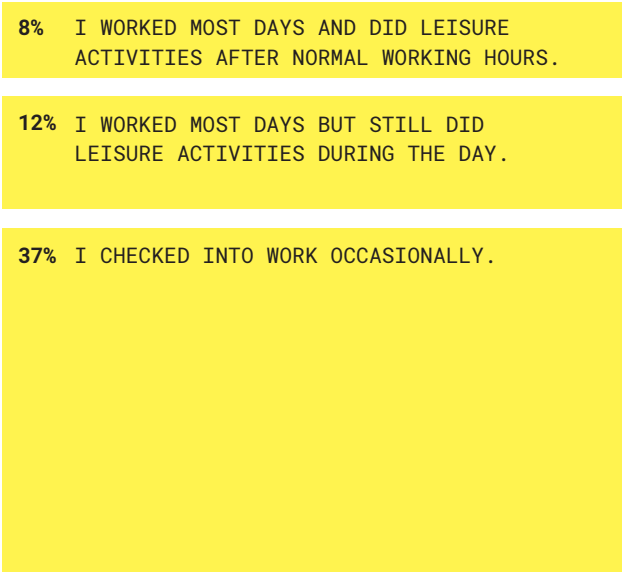 8% I WORKED MOST DAYS AND DID LEISURE
ACTIVITIES AFTER NORMAL WORKING HOURS.
12% I WORKED MOST DAYS BUT STILL DID
LEISURE ACTIVITIES DURING THE DAY.
37% I CHECKED INTO WORK OCCASIONALLY.